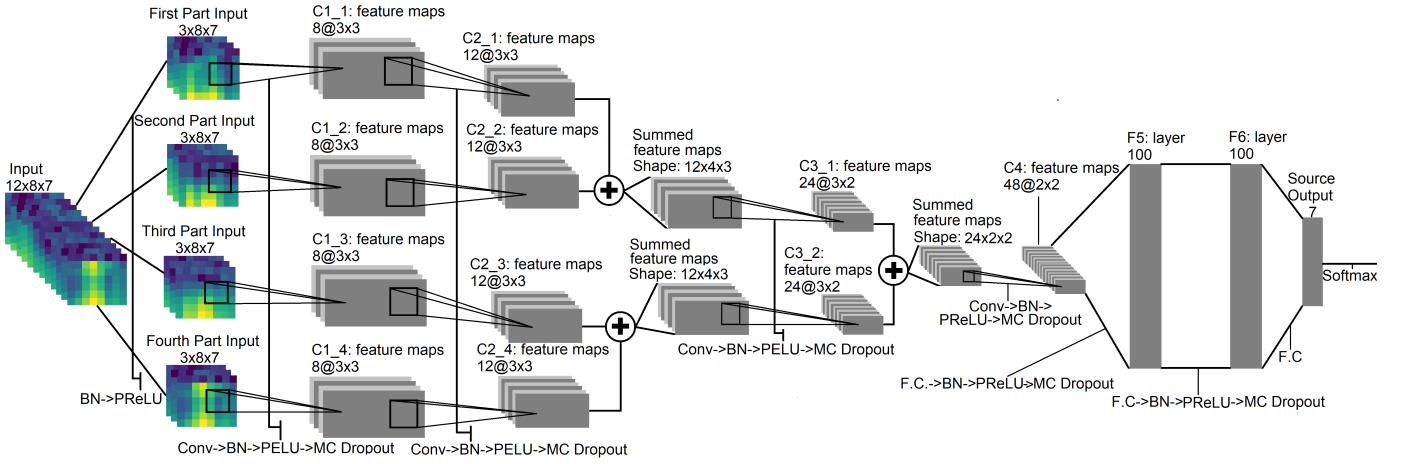 Input
12x8x7
First Part Input
3x8x7
Second Part Input
3x8x7
Third Part Input
3x8x7
Fourth Part Input
3x8x7
BN->PReLU
C1_1: feature maps
8@3x3
C1_2: feature maps
8@3x3
C1_3: feature maps
8@3x3
C1_4: feature maps
8@3x3
Conv->BN->PELU->MC Dropout
C2_1: feature maps
12@3x3
C2_2: feature maps
12@3x3
C2_3: feature maps
12@3x3
C2_4: feature maps
12@3x3
Conv->BN->PELU->MC Dropout
Summed
feature maps
Shape: 12x4x3
Summed
feature maps
Shape: 12x4x3
C3_1: feature maps
24@3x2
C3_2:
feature maps
24@3x2
Conv->BN->PELU->MC Dropout
Summed
feature maps
Shape: 24x2x2
C4: feature maps
48@2x2
Conv->BN->
PReLU->MC Dropout
F.C.->BN->PReLU->MC Dropout
F5: layer
100
F6: layer
100
F.C->BN->PReLU->MC Dropout
Source
Output
7
F.C
Softmax